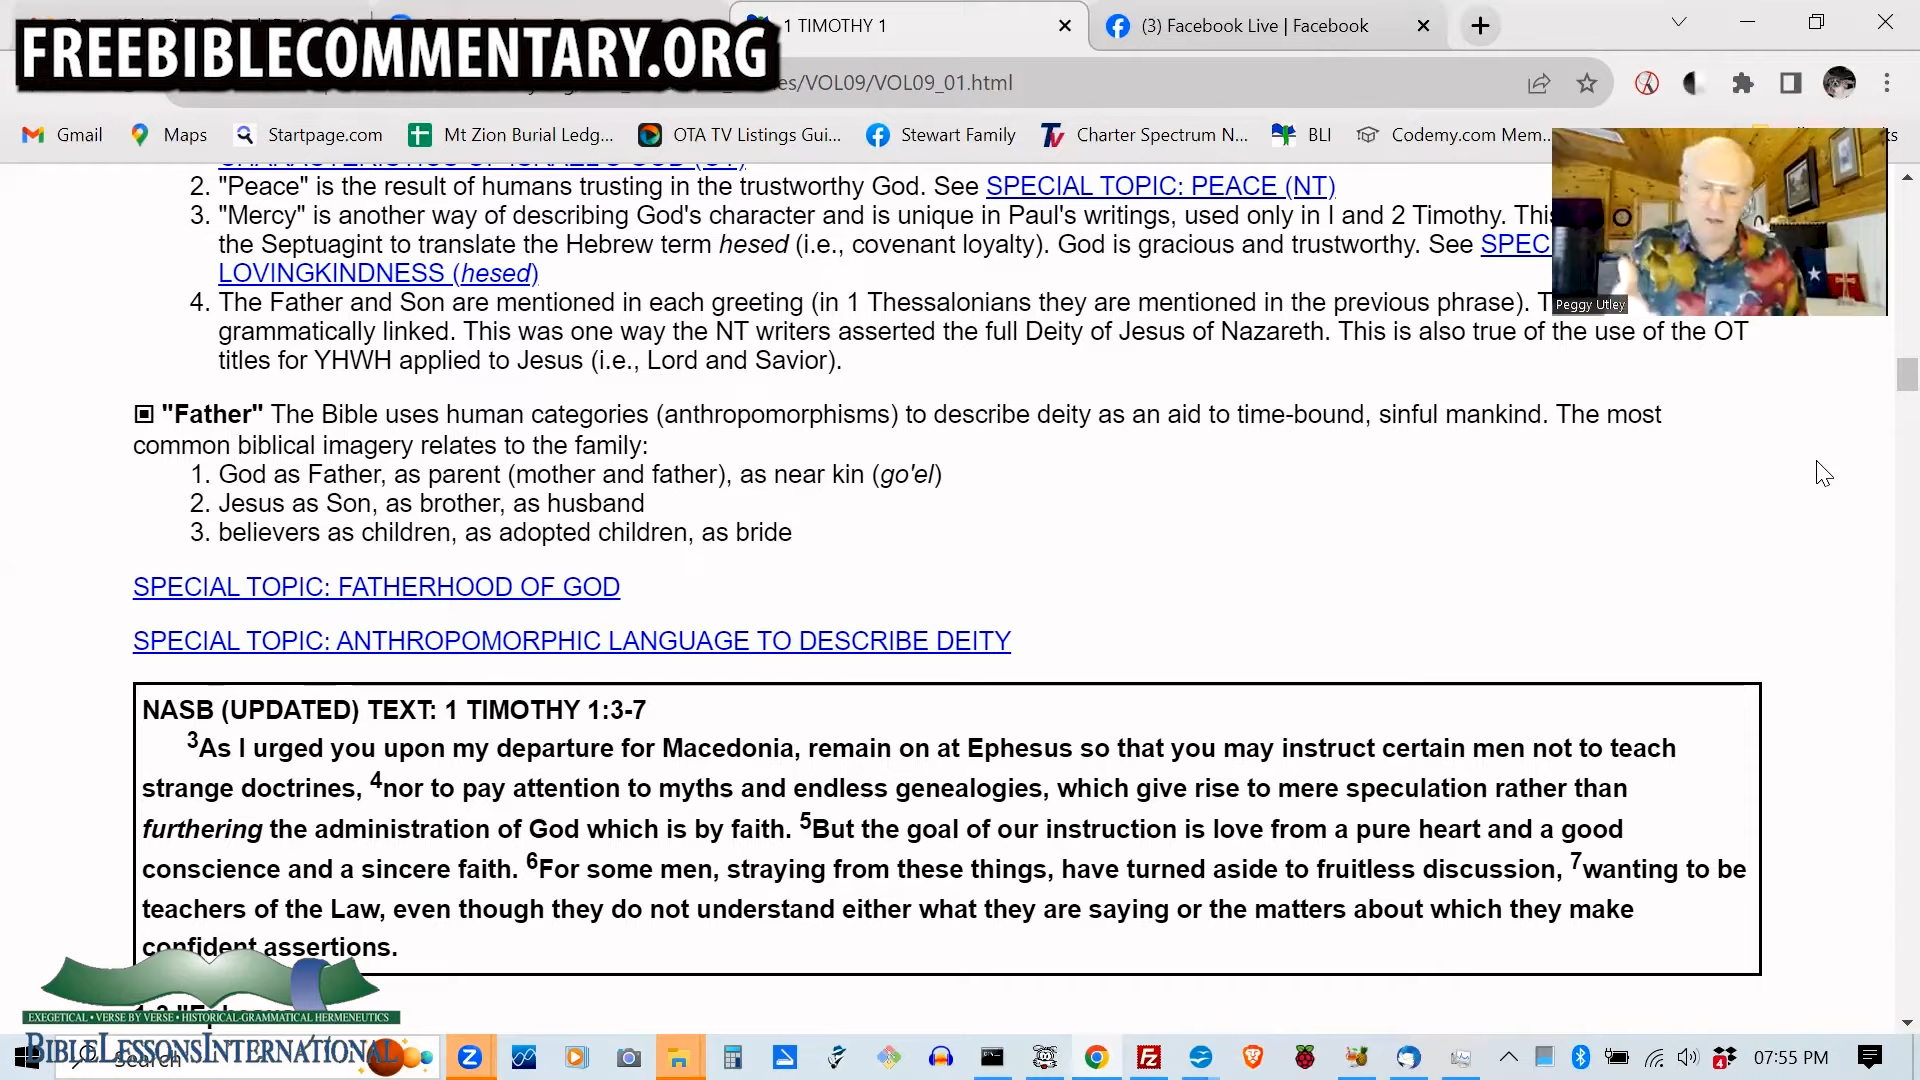 FREEBIBLECOMMENTARY.ORG
1 TIMOTHY 1
(3) Facebook Live | Facebook
es/VOL09/VOL09_01.html
Gmail
Maps
Startpage.com
Mt Zion Burial Ledg...
OTA TV Listings Gui...
Stewart Family
Charter Spectrum N...
BLI
Codemy.com Mem...
CHARACTERISTICS OF ISRAEL'S GOD (OT)
2. "Peace" is the result of humans trusting in the trustworthy God. See SPECIAL TOPIC: PEACE (NT)
3. "Mercy" is another way of describing God's character and is unique in Paul's writings, used only in I and 2 Timothy. This
the Septuagint to translate the Hebrew term hesed (i.e., covenant loyalty). God is gracious and trustworthy. See SPEC
LOVINGKINDNESS (hesed)
4. The Father and Son are mentioned in each greeting (in 1 Thessalonians they are mentioned in the previous phrase).
grammatically linked. This was one way the NT writers asserted the full Deity of Jesus of Nazareth. This is also true of the use of the OT
titles for YHWH applied to Jesus (i.e., Lord and Savior).
Peggy Utley
"Father" The Bible uses human categories (anthropomorphisms) to describe deity as an aid to time-bound, sinful mankind. The most
common biblical imagery relates to the family:
1. God as Father, as parent (mother and father), as near kin (go'el)
2. Jesus as Son, as brother, as husband
3. believers as children, as adopted children, as bride
SPECIAL TOPIC: FATHERHOOD OF GOD
SPECIAL TOPIC: ANTHROPOMORPHIC LANGUAGE TO DESCRIBE DEITY
NASB (UPDATED) TEXT: 1 TIMOTHY 1:3-7
3As I urged you upon my departure for Macedonia, remain on at Ephesus so that you may instruct certain men not to teach
strange doctrines, 4nor to pay attention to myths and endless genealogies, which give rise to mere speculation rather than
furthering the administration of God which is by faith. 5But the goal of our instruction is love from a pure heart and a good
conscience and a sincere faith. 6For some men, straying from these things, have turned aside to fruitless discussion, 7wanting to be
teachers of the Law, even though they do not understand either what they are saying or the matters about which they make
confident assertions.
1:3 "Ephesus
EXEGETICAL • VERSE BY VERSE • HISTORICAL-GRAMMATICAL HERMENEUTICS
BIBLELESSONSINTERNATIONAL
Search
07:55 PM